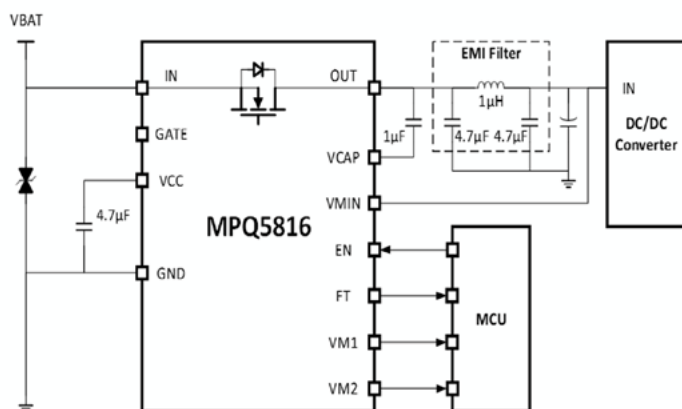 VBAT
EMI Filter
IN
OUT
1µH
IN
DC/DC
Converter
GATE
1µF
4.7µF
4.7µF
VCAP
VCC
4.7µF
VMIN
MPQ5816
EN
GND
FT
MCU
VM1
VM2